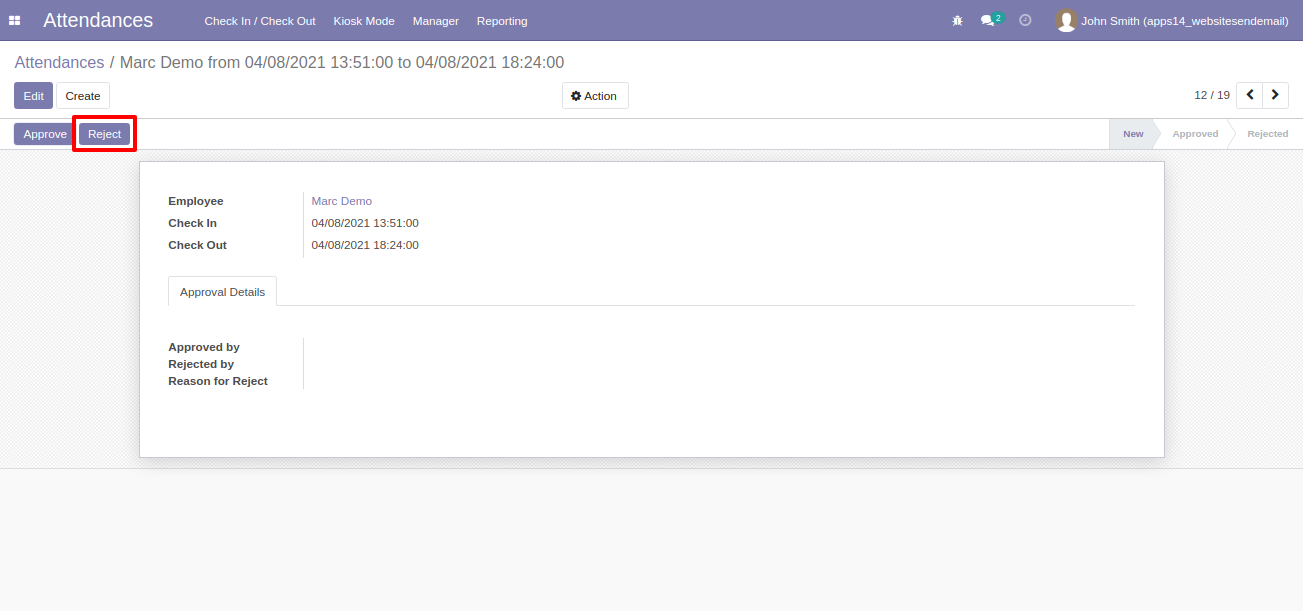 Attendances Check In / Check Out Kiosk Mode Manager Reporting 2 John Smith (apps14_websitesendemail)
Attendances / Marc Demo from 04/08/2021 13:51:00 to 04/08/2021 18:24:00
Edit Create Action 12 / 19
Approve Reject New Approved Rejected
Employee Marc Demo
Check In 04/08/2021 13:51:00
Check Out 04/08/2021 18:24:00
Approval Details
Approved by
Rejected by
Reason for Reject